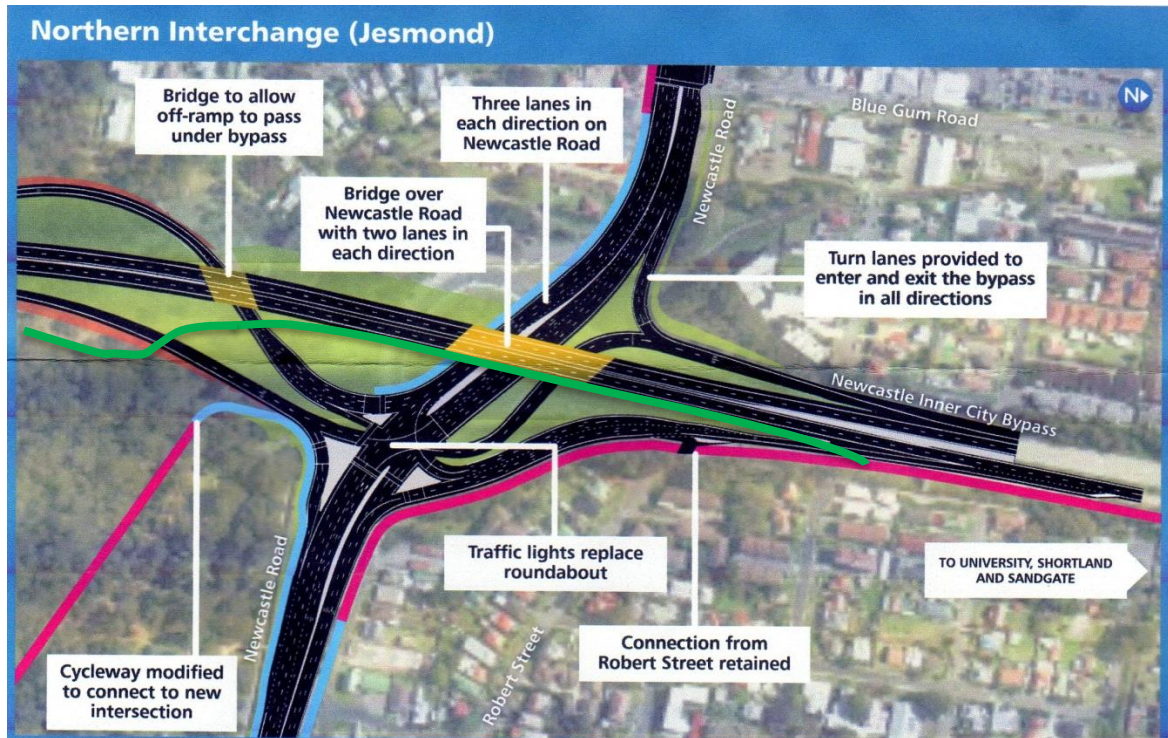 Northern Interchange (Jesmond)
Bridge to allow
off-ramp to pass
under bypass
Three lanes in
each direction on
Newcastle Road
Newcastle Road
Blue Gum Road
N
Bridge over
Newcastle Road
with two lanes in
each direction
Turn lanes provided to
enter and exit the bypass
in all directions
Newcastle Inner City Bypass
Traffic lights replace
roundabout
TO UNIVERSITY, SHORTLAND
AND SANDGATE
Newcastle Road
Connection from
Robert Street retained
Robert Street
Cycleway modified
to connect to new
intersection